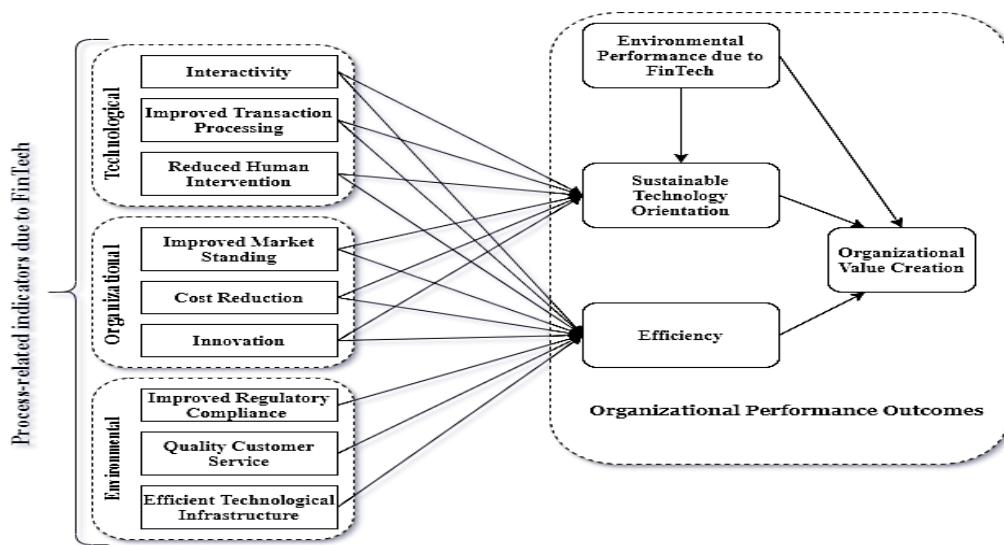 Process-related indicators due to FinTech
Technological
Interactivity
Improved Transaction
Processing
Reduced Human
Intervention
Organizational
Improved Market
Standing
Cost Reduction
Innovation
Environmental
Improved Regulatory
Compliance
Quality Customer
Service
Efficient Technological
Infrastructure
Environmental
Performance due to
FinTech
Sustainable
Technology
Orientation
Organizational
Value Creation
Efficiency
Organizational Performance Outcomes